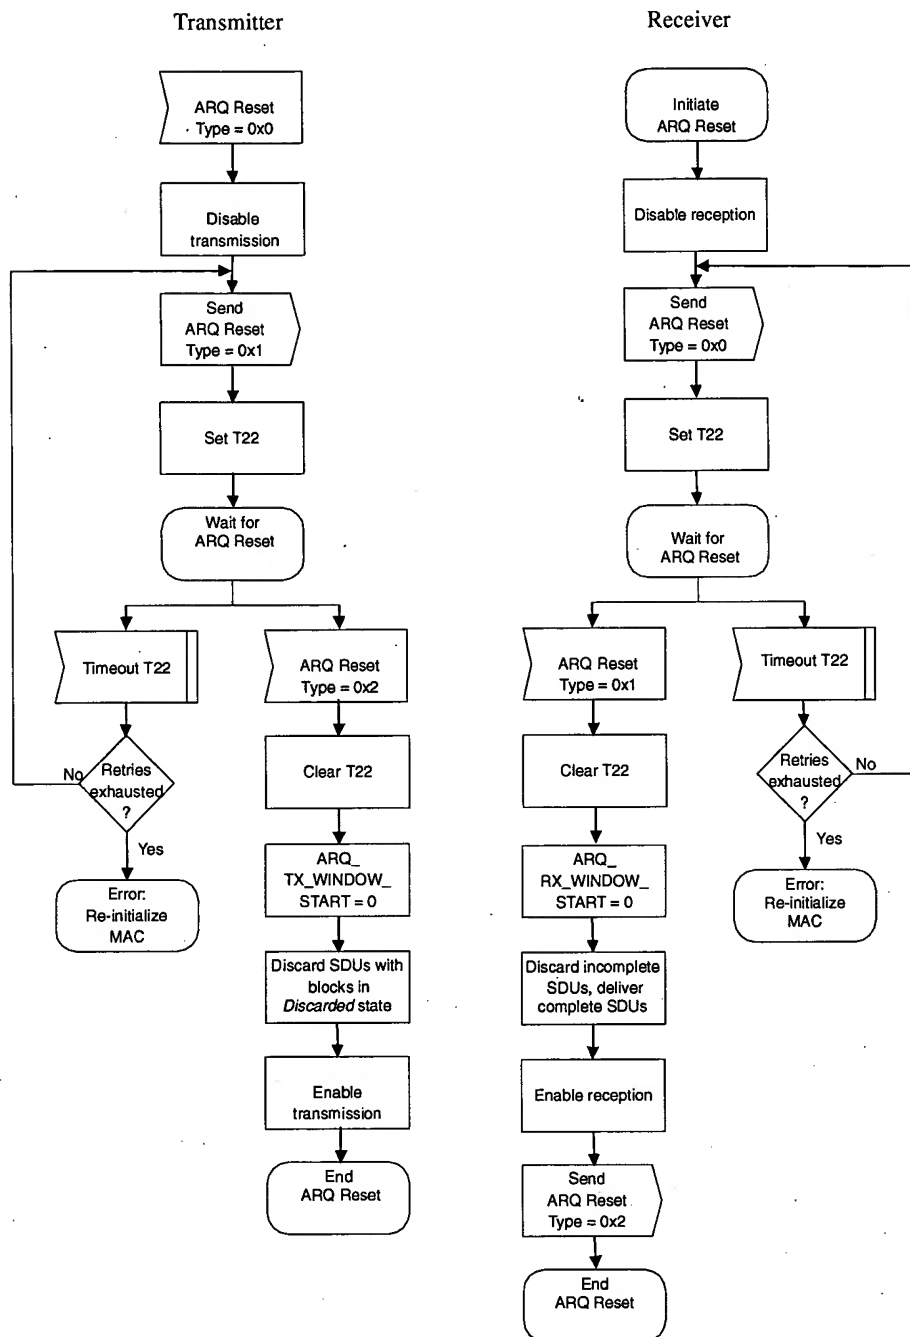 Transmitter
ARQ Reset
Type = 0x0
Disable
transmission
Send
ARQ Reset
Type = 0x1
Set T22
Wait for
ARQ Reset
Timeout T22
ARQ Reset
Type = 0x2
Retries
exhausted
?
No
Yes
Error:
Re-initialize
MAC
Clear T22
ARQ_
TX_WINDOW_
START = 0
Discard SDUs with
blocks in
Discarded state
Enable
transmission
End
ARQ Reset
Receiver
Initiate
ARQ Reset
Disable reception
Send
ARQ Reset
Type = 0x0
Set T22
Wait for
ARQ Reset
ARQ Reset
Type = 0x1
Timeout T22
Clear T22
ARQ_
RX_WINDOW_
START = 0
Discard incomplete
SDUs, deliver
complete SDUs
Enable reception
Send
ARQ Reset
Type = 0x2
End
ARQ Reset
Retries
exhausted
?
No
Yes
Error:
Re-initialize
MAC